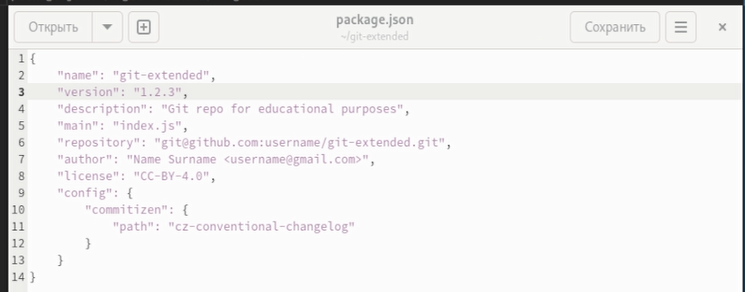 Открыть
package.json
~/git-extended
Сохранить
1 {
2     "name": "git-extended",
3     "version": "1.2.3",
4     "description": "Git repo for educational purposes",
5     "main": "index.js",
6     "repository": "git@github.com:username/git-extended.git",
7     "author": "Name Surname <username@gmail.com>",
8     "license": "CC-BY-4.0",
9     "config": {
10         "commitizen": {
11             "path": "cz-conventional-changelog"
12         }
13     }
14 }